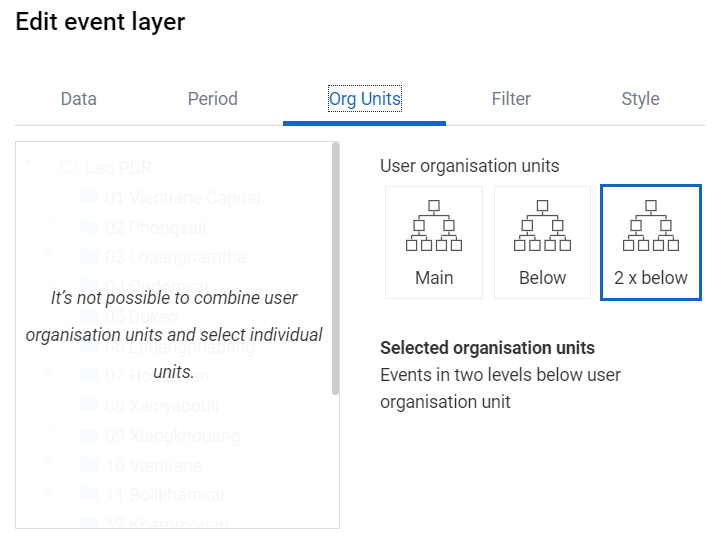 Edit event layer
Data Period Org Units Filter Style
Lao PDR
01 Vientiane Capital
02 Phongsali
03 Louangnamtha
04 Oudomxai
05 Bokeo
06 Louangphabang
08 Xainyabouli
09 Xiangkhouang
10 Vientiane
11 Bolikhamxai
12 Khammouan
It's not possible to combine user
organisation units and select individual
units.
User organisation units
Main Below 2 x below
Selected organisation units
Events in two levels below user
organisation unit